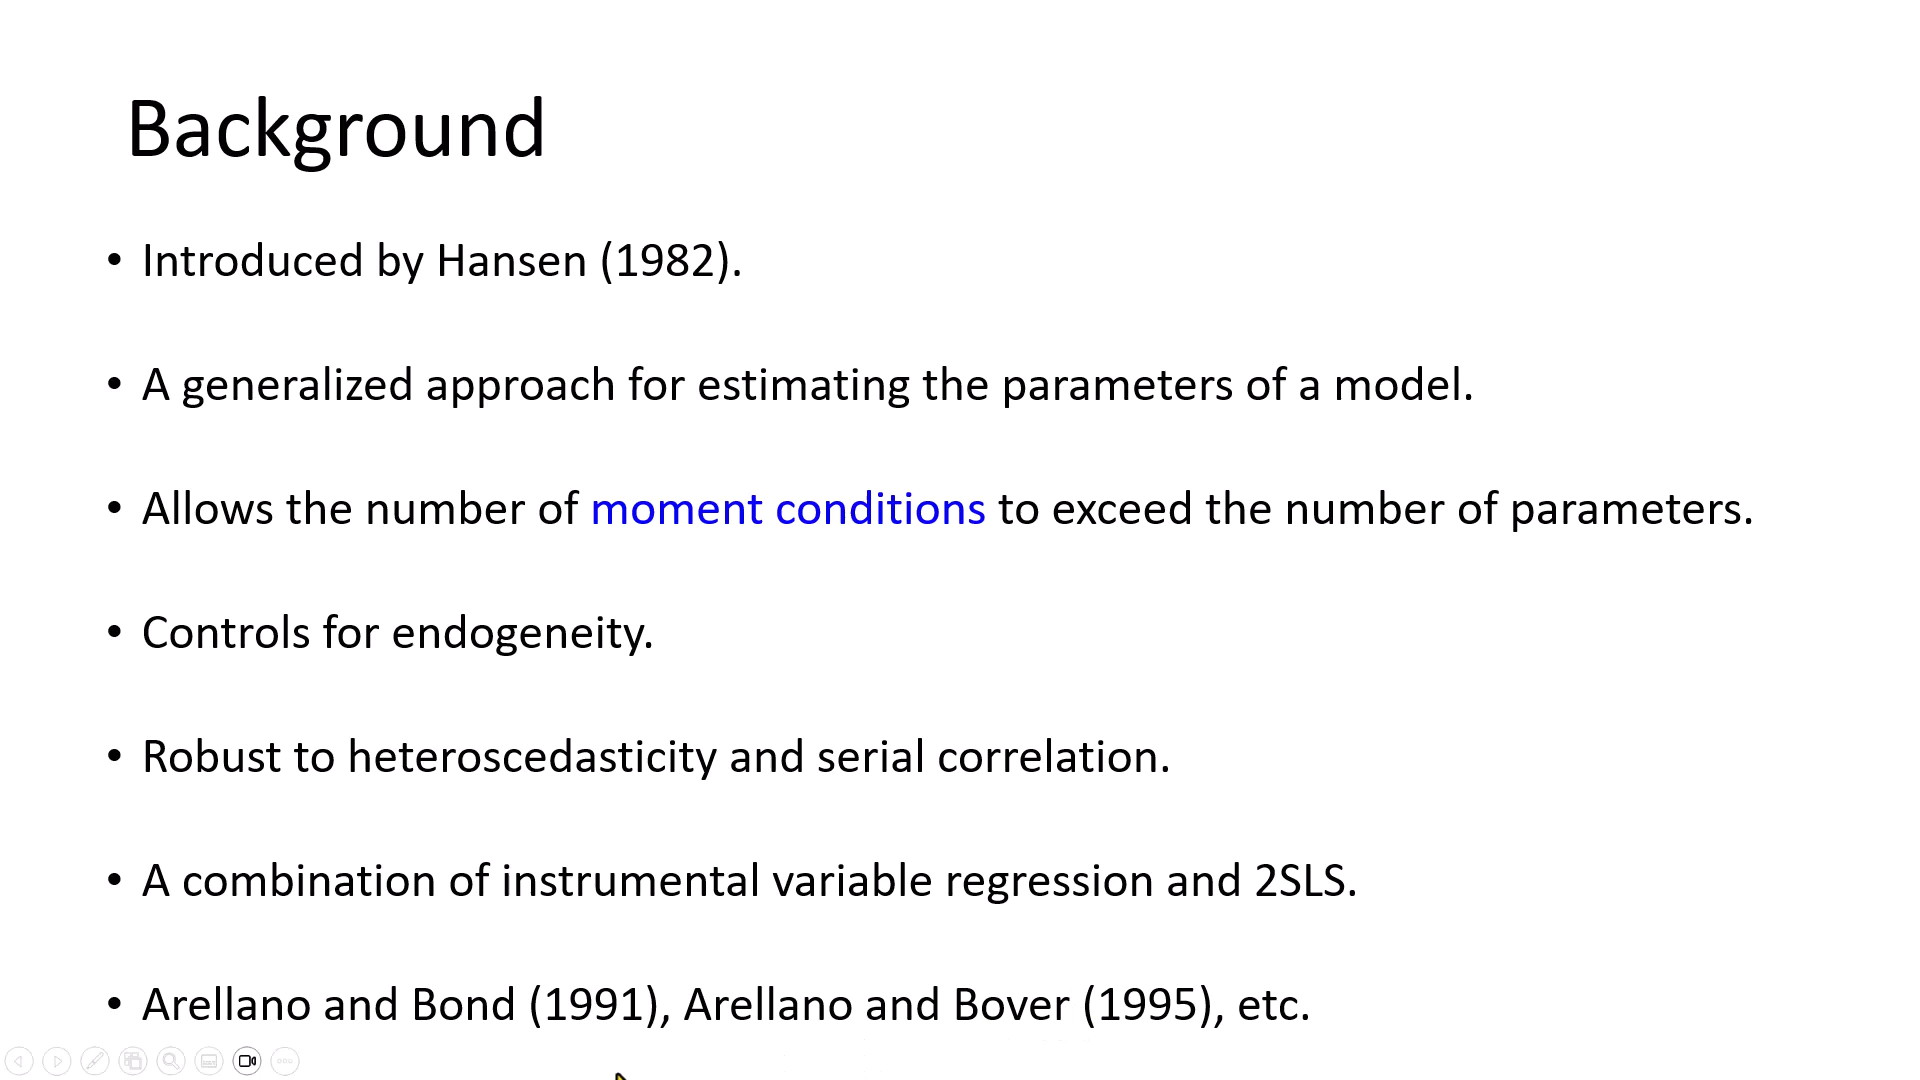 Background
• Introduced by Hansen (1982).
• A generalized approach for estimating the parameters of a model.
• Allows the number of moment conditions to exceed the number of parameters.
• Controls for endogeneity.
• Robust to heteroscedasticity and serial correlation.
• A combination of instrumental variable regression and 2SLS.
• Arellano and Bond (1991), Arellano and Bover (1995), etc.